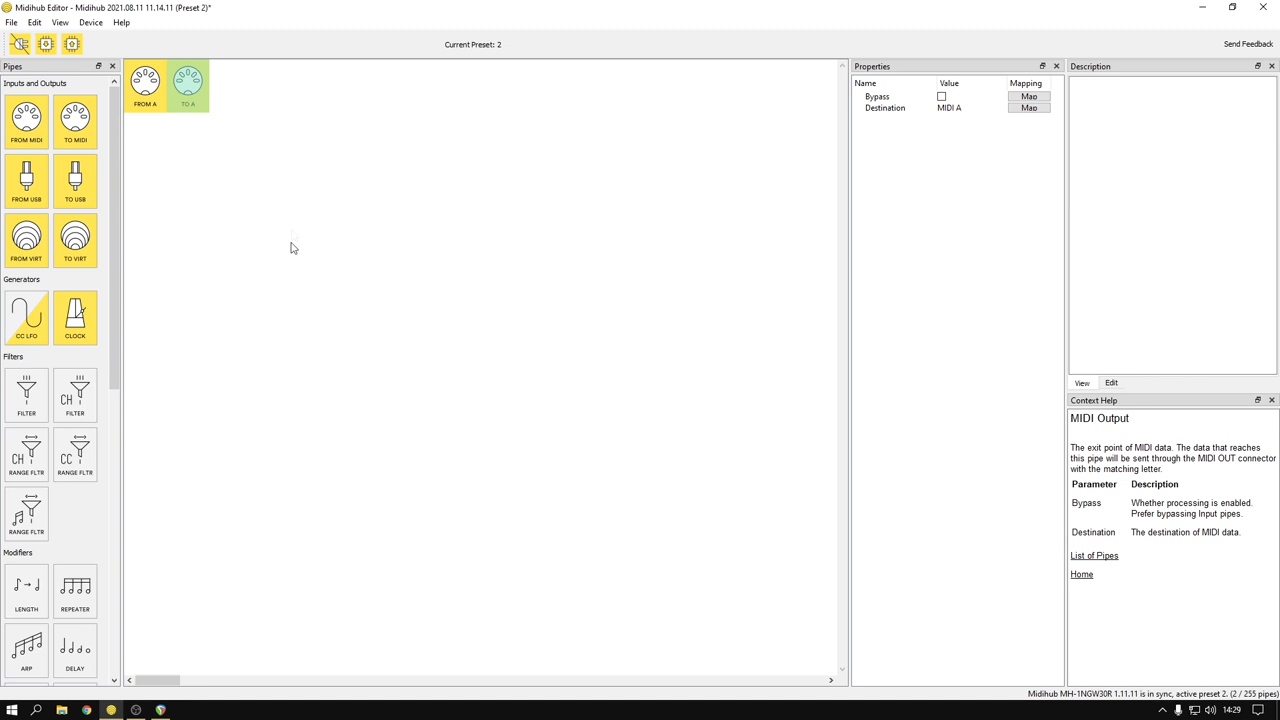 Midihub Editor - Midihub 2021.08.11 11.14.11 (Preset 2)*
File Edit View Device Help
Current Preset: 2
Send Feedback
Pipes
Inputs and Outputs
FROM MIDI
TO MIDI
FROM USB
TO USB
FROM VIRT
TO VIRT
Generators
CC LFO
CLOCK
Filters
FILTER
CH
FILTER
CH
RANGE FLTR
CC
RANGE FLTR
RANGE FLTR
Modifiers
LENGTH
REPEATER
ARP
DELAY
FROM A
TO A
Properties
Name Value Mapping
Bypass Map
Destination MIDI A Map
Description
View Edit
Context Help
MIDI Output
The exit point of MIDI data. The data that reaches
this pipe will be sent through the MIDI OUT connector
with the matching letter.
Parameter Description
Bypass Whether processing is enabled.
Prefer bypassing Input pipes.
Destination The destination of MIDI data.
List of Pipes
Home
Midihub MH-1NGW30R 1.11.11 is in sync, active preset 2. (2 / 255 pipes)
14:29